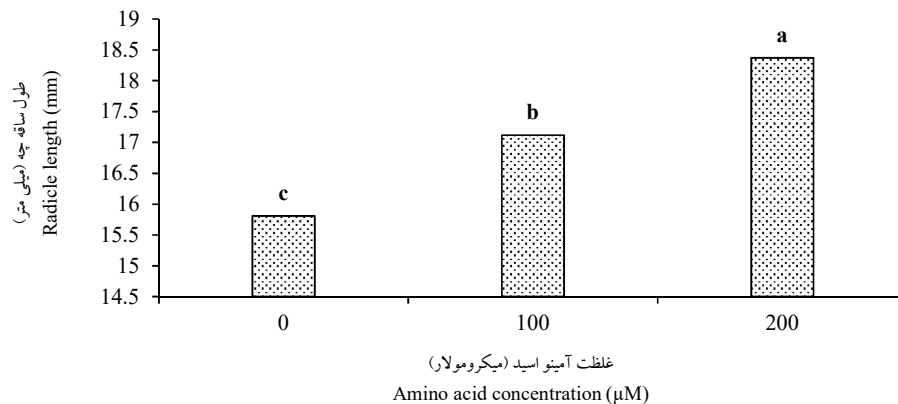 19
18.5
18
17.5
17
16.5
16
15.5
15
14.5
طول ساقه چه (میلی متر)
Radicle length (mm)
c
b
a
0
100
200
غلظت آمینو اسید (میکرومولار)
Amino acid concentration (µM)